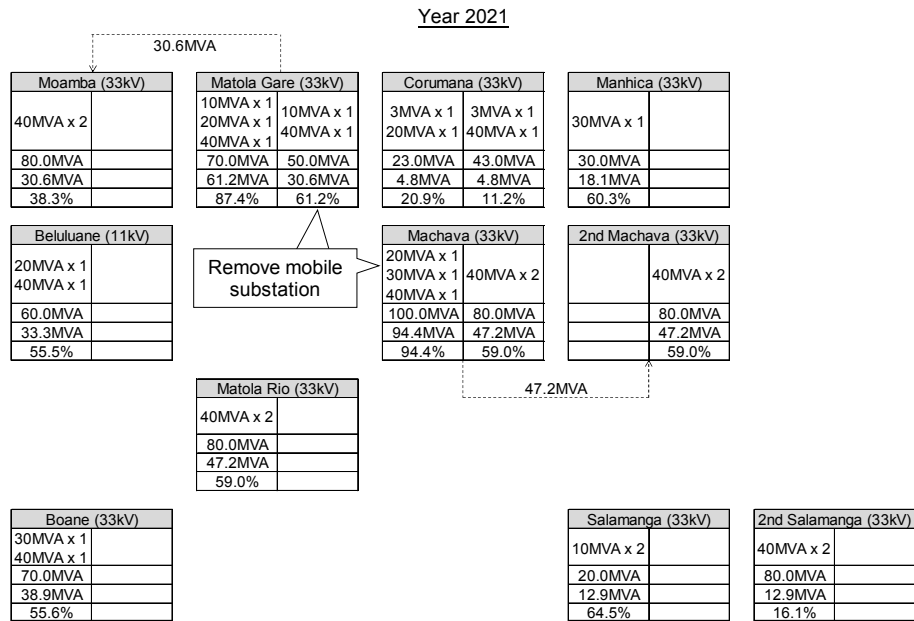 Year 2021
30.6MVA
Moamba (33kV)
40MVA x 2
80.0MVA
30.6MVA
38.3%
Matola Gare (33kV)
10MVA x 1
20MVA x 1
40MVA x 1
10MVA x 1
40MVA x 1
70.0MVA 50.0MVA
61.2MVA 30.6MVA
87.4% 61.2%
Corumana (33kV)
3MVA x 1 3MVA x 1
20MVA x 1 40MVA x 1
23.0MVA 43.0MVA
4.8MVA 4.8MVA
20.9% 11.2%
Manhica (33kV)
30MVA x 1
30.0MVA
18.1MVA
60.3%
Beluluane (11kV)
20MVA x 1
40MVA x 1
60.0MVA
33.3MVA
55.5%
Remove mobile
substation
Machava (33kV)
20MVA x 1
30MVA x 1
40MVA x 1
40MVA x 2
100.0MVA 80.0MVA
94.4MVA 47.2MVA
94.4% 59.0%
2nd Machava (33kV)
40MVA x 2
80.0MVA
47.2MVA
59.0%
47.2MVA
Matola Rio (33kV)
40MVA x 2
80.0MVA
47.2MVA
59.0%
Boane (33kV)
30MVA x 1
40MVA x 1
70.0MVA
38.9MVA
55.6%
Salamanga (33kV)
10MVA x 2
20.0MVA
12.9MVA
64.5%
2nd Salamanga (33kV)
40MVA x 2
80.0MVA
12.9MVA
16.1%